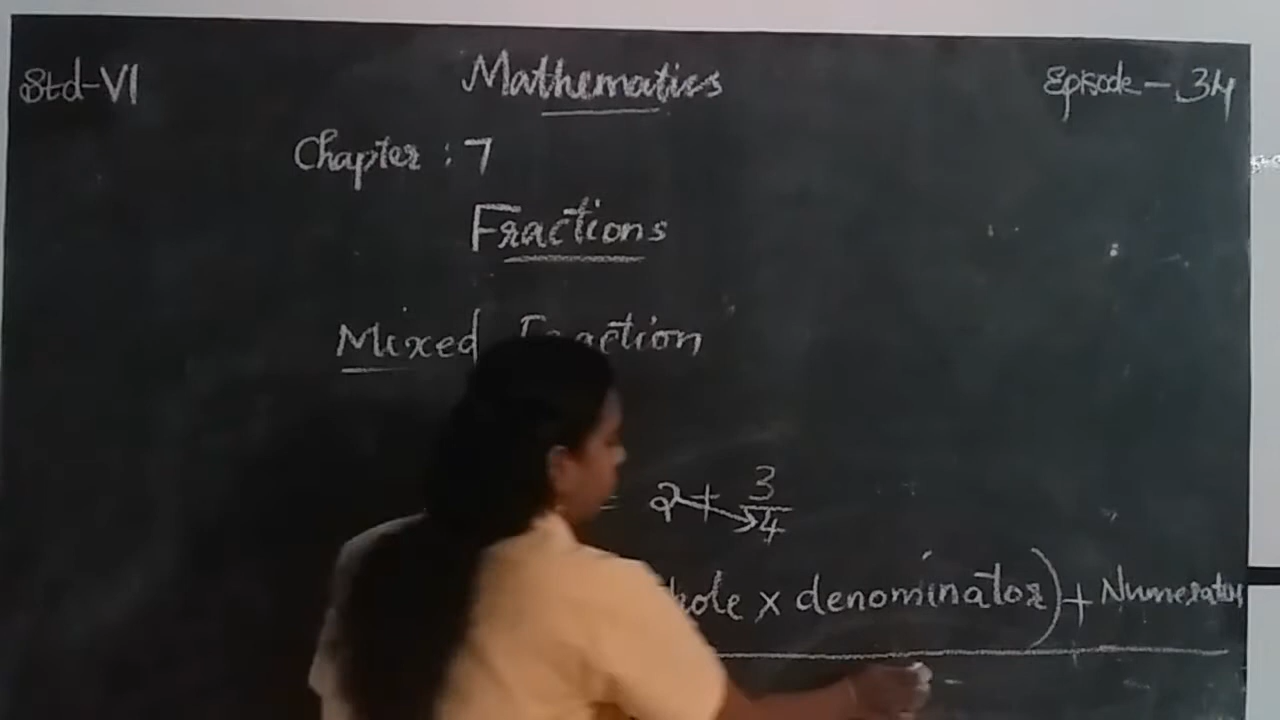 Std-VI
Mathematics
Episode - 34
Chapter : 7
Fractions
Mixed Fraction
= 2 + 3/4
hole x denominator) + Numerator